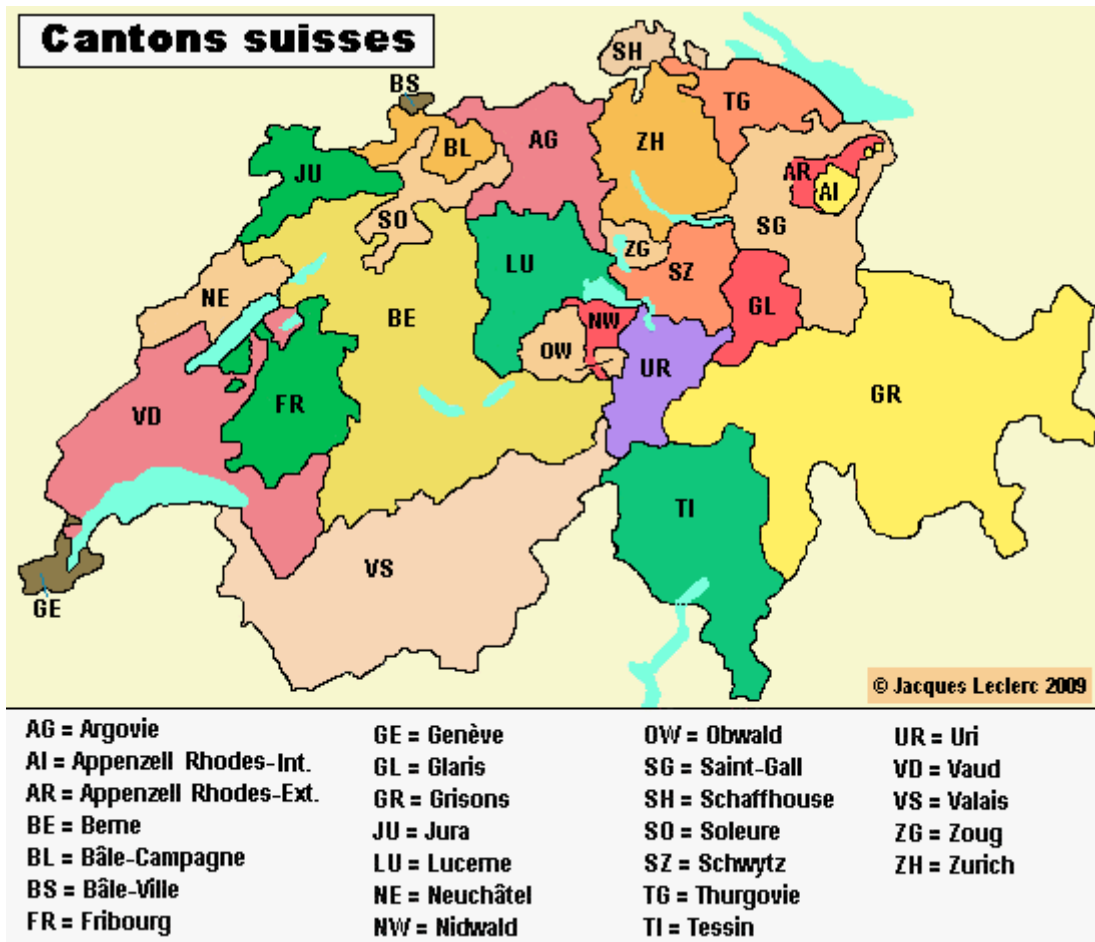 Cantons suisses
SH
BS
TG
BL
AG
ZH
JU
AR
AI
SO
SG
ZG
LU
SZ
NE
GL
BE
NW
OW
UR
GR
FR
VD
TI
VS
GE
© Jacques Leclerc 2009
AG = Argovie
AI = Appenzell Rhodes-Int.
AR = Appenzell Rhodes-Ext.
BE = Berne
BL = Bâle-Campagne
BS = Bâle-Ville
FR = Fribourg
GE = Genève
GL = Glaris
GR = Grisons
JU = Jura
LU = Lucerne
NE = Neuchâtel
NW = Nidwald
OW = Obwald
SG = Saint-Gall
SH = Schaffhouse
SO = Soleure
SZ = Schwytz
TG = Thurgovie
TI = Tessin
UR = Uri
VD = Vaud
VS = Valais
ZG = Zoug
ZH = Zurich